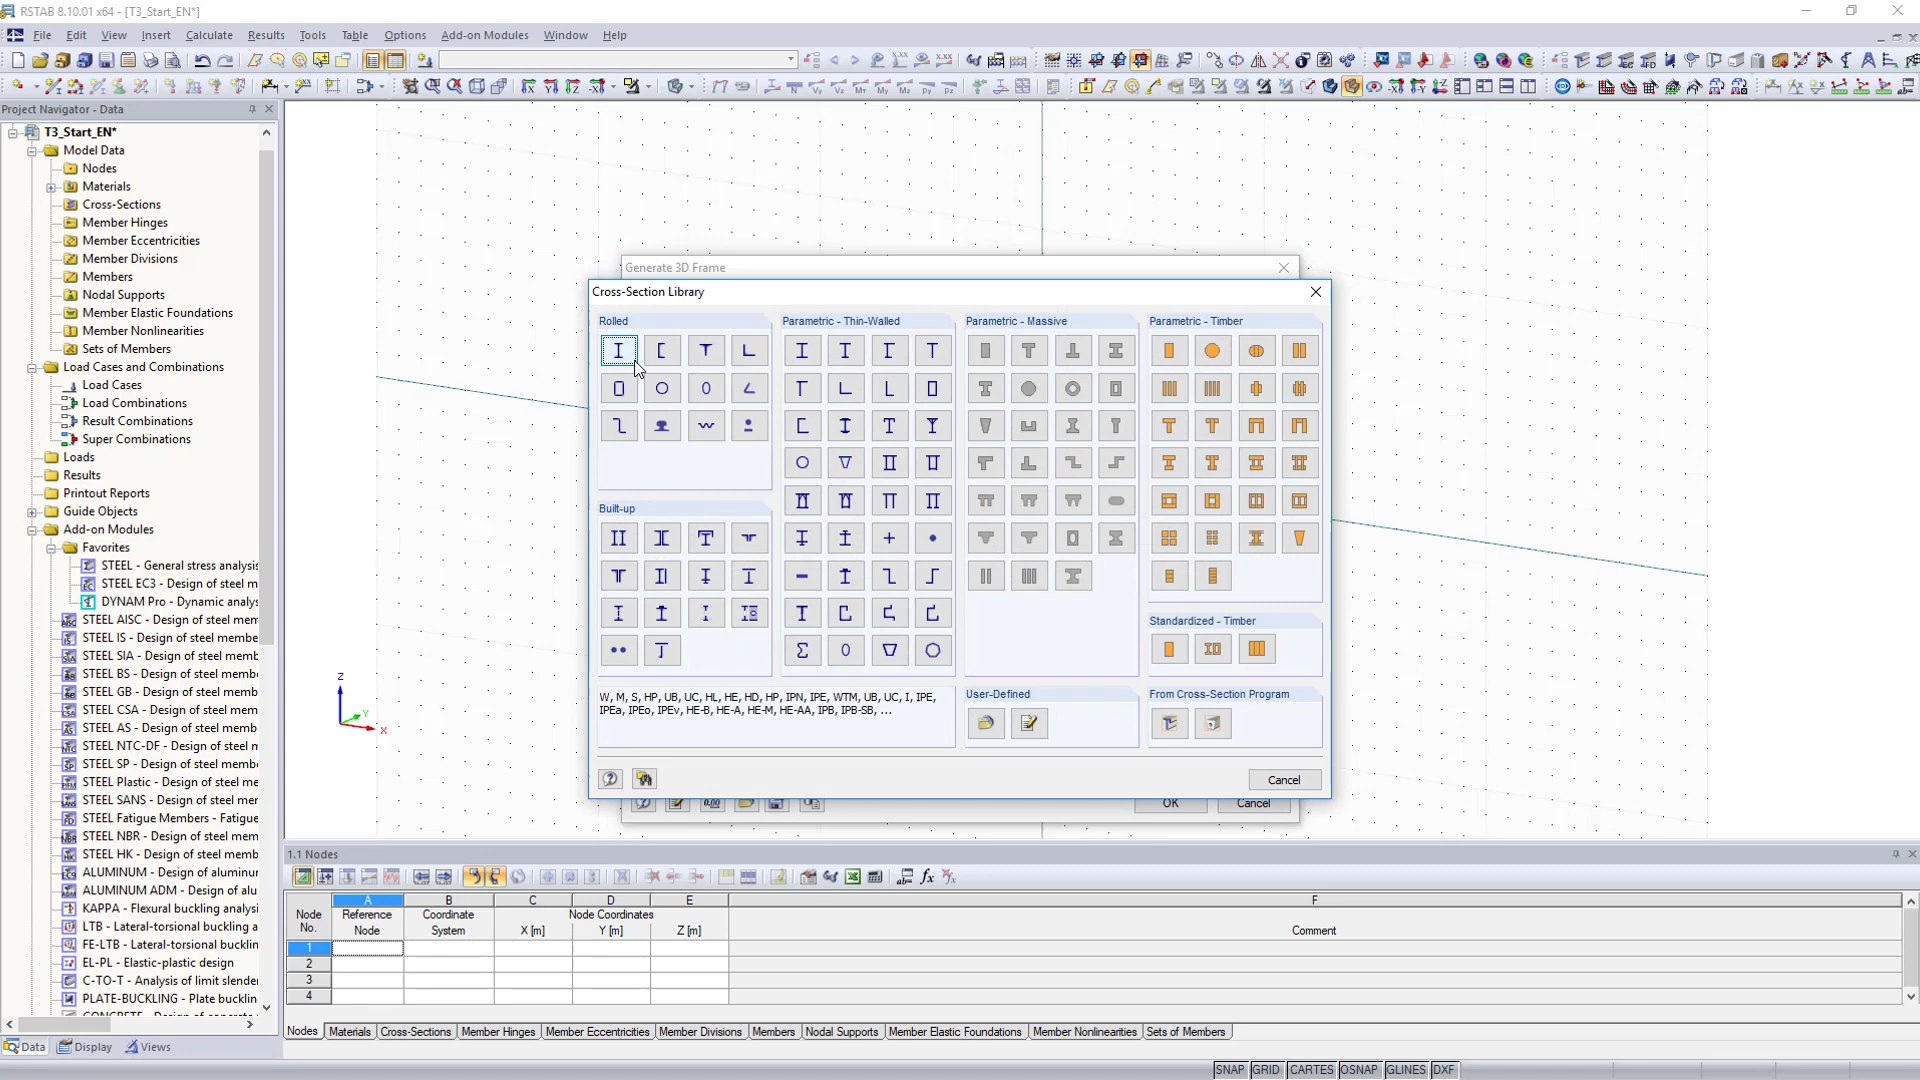 RSTAB 8.10.01 x64 - [T3_Start_EN*]
File Edit View Insert Calculate Results Tools Table Options Add-on Modules Window Help
Project Navigator - Data
T3_Start_EN*
Model Data
Nodes
Materials
Cross-Sections
Member Hinges
Member Eccentricities
Member Divisions
Members
Nodal Supports
Member Elastic Foundations
Member Nonlinearities
Sets of Members
Load Cases and Combinations
Load Cases
Load Combinations
Result Combinations
Super Combinations
Loads
Results
Printout Reports
Guide Objects
Add-on Modules
Favorites
STEEL - General stress analysis
STEEL EC3 - Design of steel m
DYNAM Pro - Dynamic analys
STEEL AISC - Design of steel m
STEEL IS - Design of steel memb
STEEL SIA - Design of steel memb
STEEL BS - Design of steel memb
STEEL GB - Design of steel memb
STEEL CSA - Design of steel mem
STEEL AS - Design of steel memb
STEEL NTC-DF - Design of steel
STEEL SP - Design of steel memb
STEEL Plastic - Design of steel m
STEEL SANS - Design of steel me
STEEL Fatigue Members - Fatigue
STEEL NBR - Design of steel mem
STEEL HK - Design of steel memb
ALUMINUM - Design of aluminur
ALUMINUM ADM - Design of alu
KAPPA - Flexural buckling analysi
LTB - Lateral-torsional buckling a
FE-LTB - Lateral-torsional bucklin
EL-PL - Elastic-plastic design
C-TO-T - Analysis of limit slender
PLATE-BUCKLING - Plate bucklin
Data Display Views
Z
Y
X
Generate 3D Frame
Cross-Section Library
Rolled
Parametric - Thin-Walled
Parametric - Massive
Parametric - Timber
Built-up
Standardized - Timber
W, M, S, HP, UB, UC, HL, HE, HD, HP, IPN, IPE, WTM, UB, UC, I, IPE,
IPEa, IPEo, IPEv, HE-B, HE-A, HE-M, HE-AA, IPB, IPB-SB, ...
User-Defined
From Cross-Section Program
Cancel
OK Cancel
1.1 Nodes
A B C D E F
Node No.
Reference Node
Coordinate System
Node Coordinates
X [m] Y [m] Z [m]
Comment
1
2
3
4
Nodes Materials Cross-Sections Member Hinges Member Eccentricities Member Divisions Members Nodal Supports Member Elastic Foundations Member Nonlinearities Sets of Members
SNAP GRID CARTES OSNAP GLINES DXF